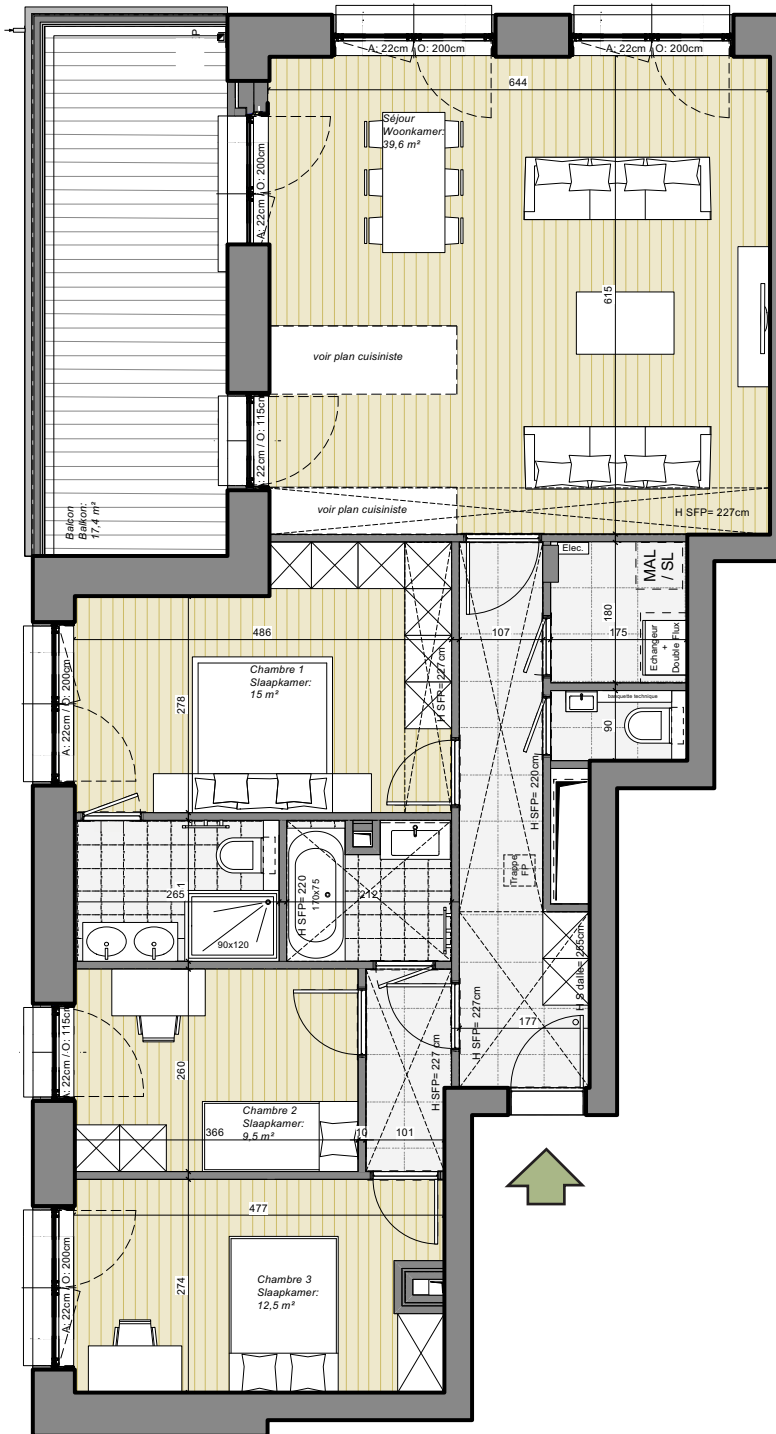 P
A: 22cm / O: 200cm
A: 22cm / O: 200cm
644
Séjour
Woonkamer:
39,6 m²
A: 22cm / O: 200cm
615
voir plan cuisiniste
A: 22cm / O: 115cm
voir plan cuisiniste
H SFP= 227cm
Balcon
Balkon:
17,4 m²
Elec.
MAL
/ SL
180
486
107
175
Echangeur
+
Double Flux
A: 22cm / O: 200cm
278
Chambre 1
Slaapkamer:
15 m²
H SFP= 227cm
banquette technique
90
H SFP= 220cm
Trappe
FP
265
1
H SFP= 220
170x75
212
90x120
H S dalle= 255cm
H SFP= 227cm
177
A: 22cm / O: 115cm
260
H SFP= 227 cm
Chambre 2
Slaapkamer:
9,5 m²
366
10
101
477
A: 22cm / O: 200cm
274
Chambre 3
Slaapkamer:
12,5 m²